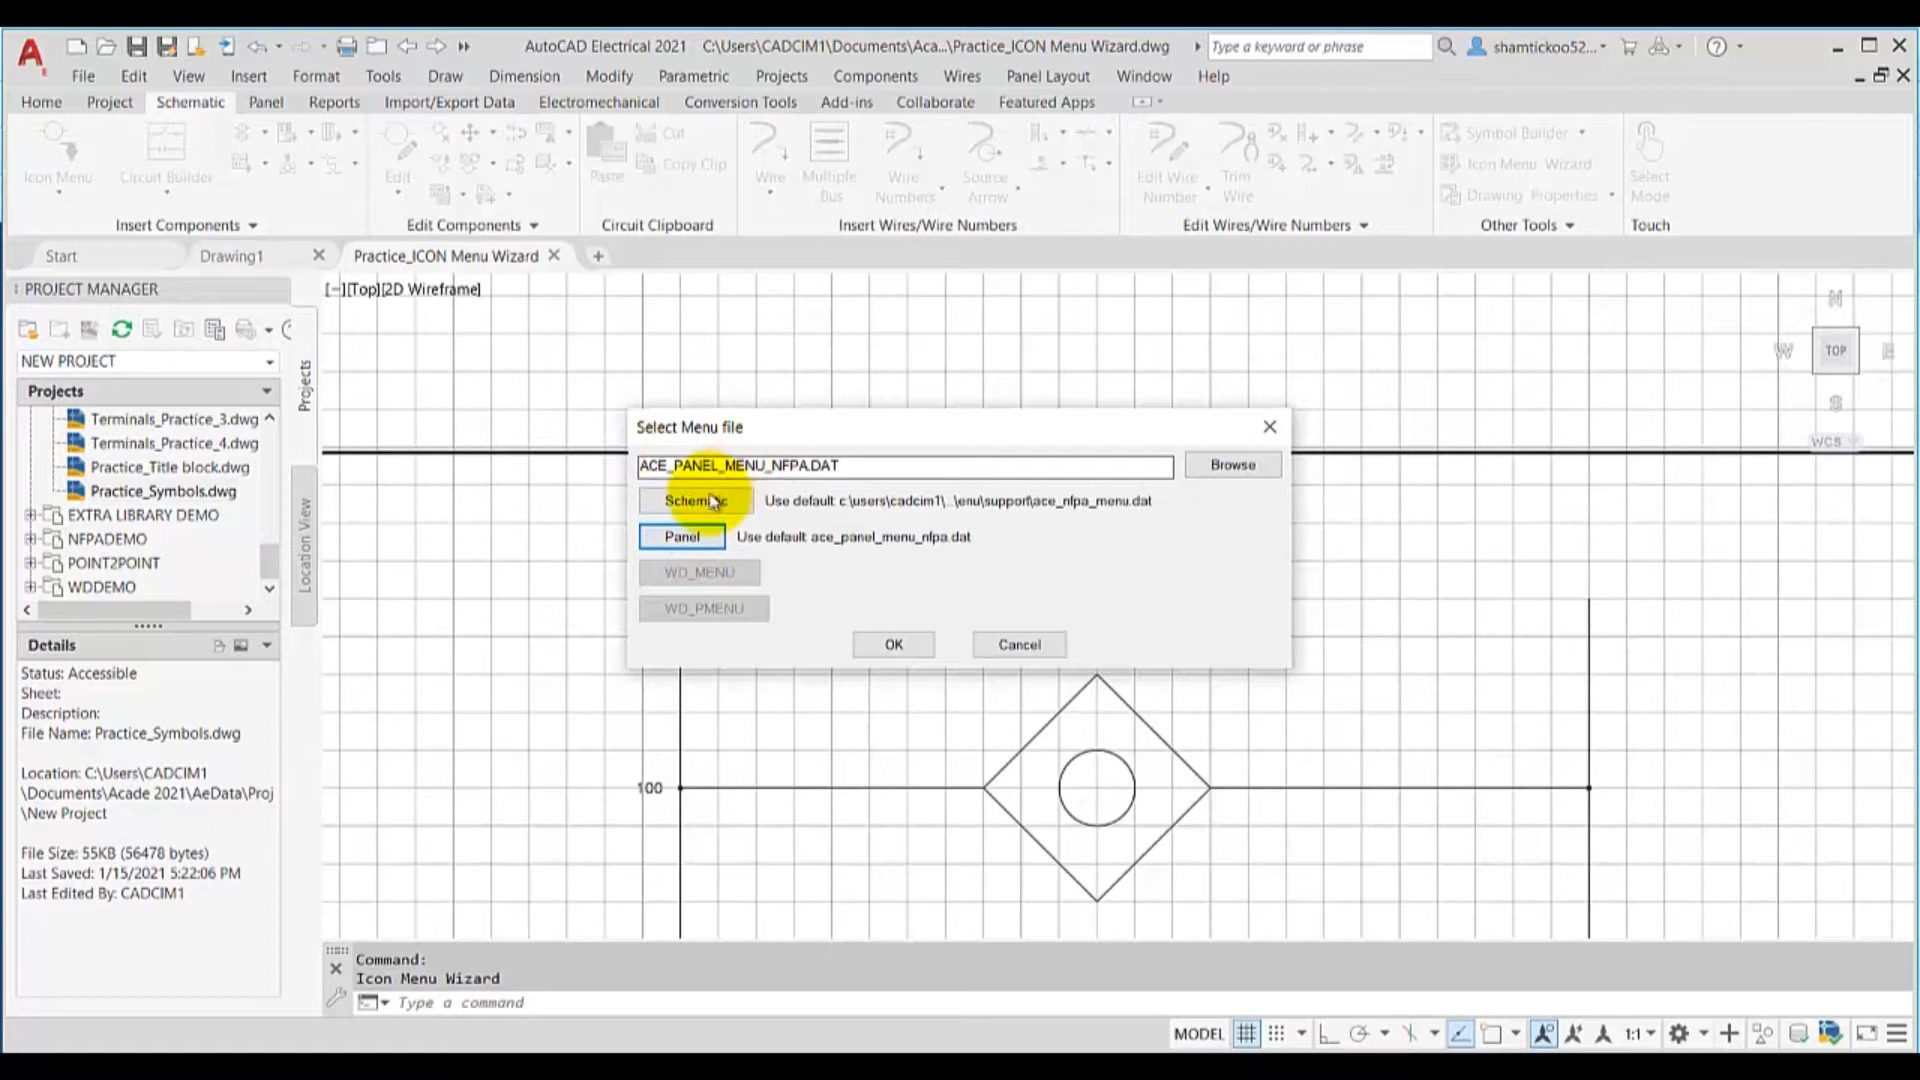 AutoCAD Electrical 2021 C:\Users\CADCIM1\Documents\Aca...\Practice_ICON Menu Wizard.dwg Type a keyword or phrase shamtickoo52...
File Edit View Insert Format Tools Draw Dimension Modify Parametric Projects Components Wires Panel Layout Window Help
Home Project Schematic Panel Reports Import/Export Data Electromechanical Conversion Tools Add-ins Collaborate Featured Apps
Cut Symbol Builder
Copy Clip Icon Menu Wizard
Icon Menu Circuit Builder Edit Paste Wire Multiple Wire Source Edit Wire Trim Select
Bus Numbers Arrow Number Wire Drawing Properties Mode
Insert Components Edit Components Circuit Clipboard Insert Wires/Wire Numbers Edit Wires/Wire Numbers Other Tools Touch
Start Drawing1 Practice_ICON Menu Wizard
PROJECT MANAGER
[−][Top][2D Wireframe]
N
W TOP E
S
WCS
NEW PROJECT
Projects
Projects
Location View
Terminals_Practice_3.dwg
Terminals_Practice_4.dwg
Practice_Title block.dwg
Practice_Symbols.dwg
EXTRA LIBRARY DEMO
NFPADEMO
POINT2POINT
WDDEMO
Select Menu file
ACE_PANEL_MENU_NFPA.DAT Browse
Schematic Use default: c:\users\cadcim1\...\enu\support\ace_nfpa_menu.dat
Panel Use default: ace_panel_menu_nfpa.dat
WD_MENU
WD_PMENU
OK Cancel
Details
Status: Accessible
Sheet:
Description:
File Name: Practice_Symbols.dwg
Location: C:\Users\CADCIM1
\Documents\Acade 2021\AeData\Proj
\New Project
File Size: 55KB (56478 bytes)
Last Saved: 1/15/2021 5:22:06 PM
Last Edited By: CADCIM1
100
Command:
Icon Menu Wizard
Type a command
MODEL 1:1